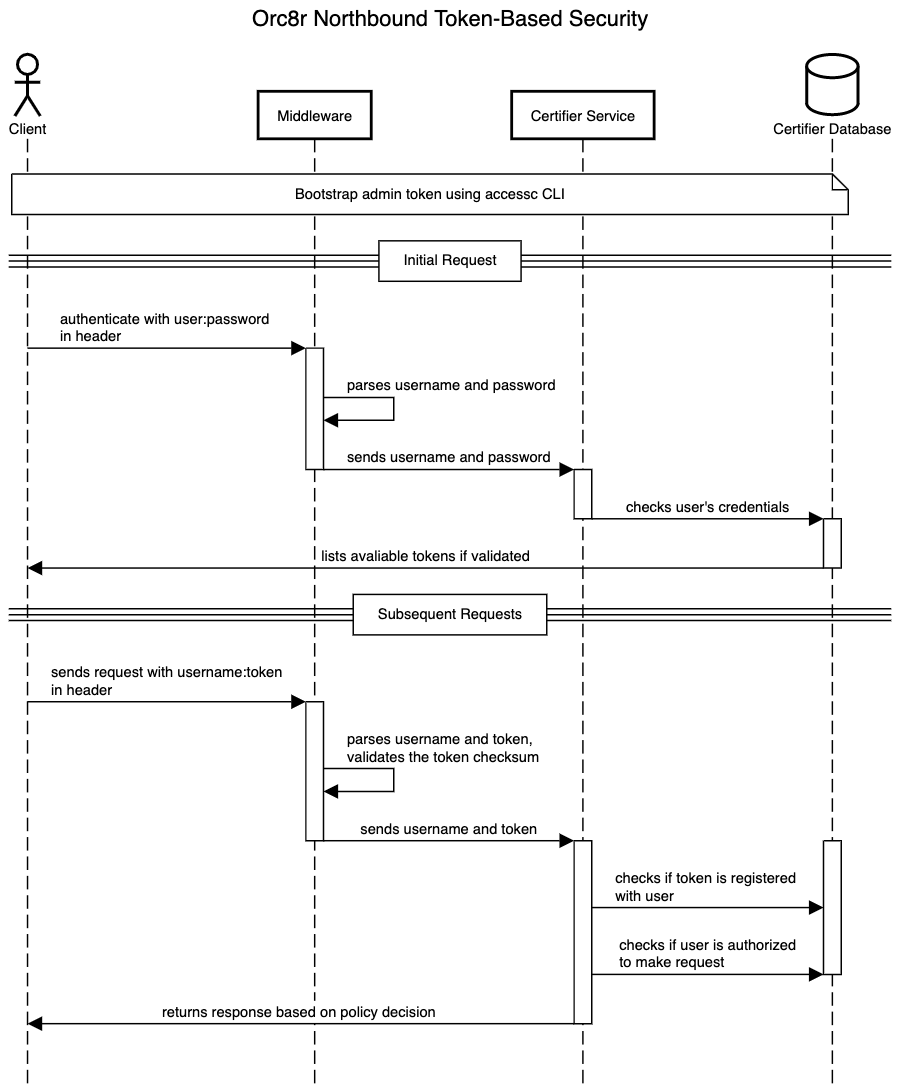 Orc8r Northbound Token-Based Security
Client
Middleware
Certifier Service
Certifier Database
Bootstrap admin token using accessc CLI
Initial Request
authenticate with user:password
in header
parses username and password
sends username and password
checks user's credentials
lists avaliable tokens if validated
Subsequent Requests
sends request with username:token
in header
parses username and token,
validates the token checksum
sends username and token
checks if token is registered
with user
checks if user is authorized
to make request
returns response based on policy decision